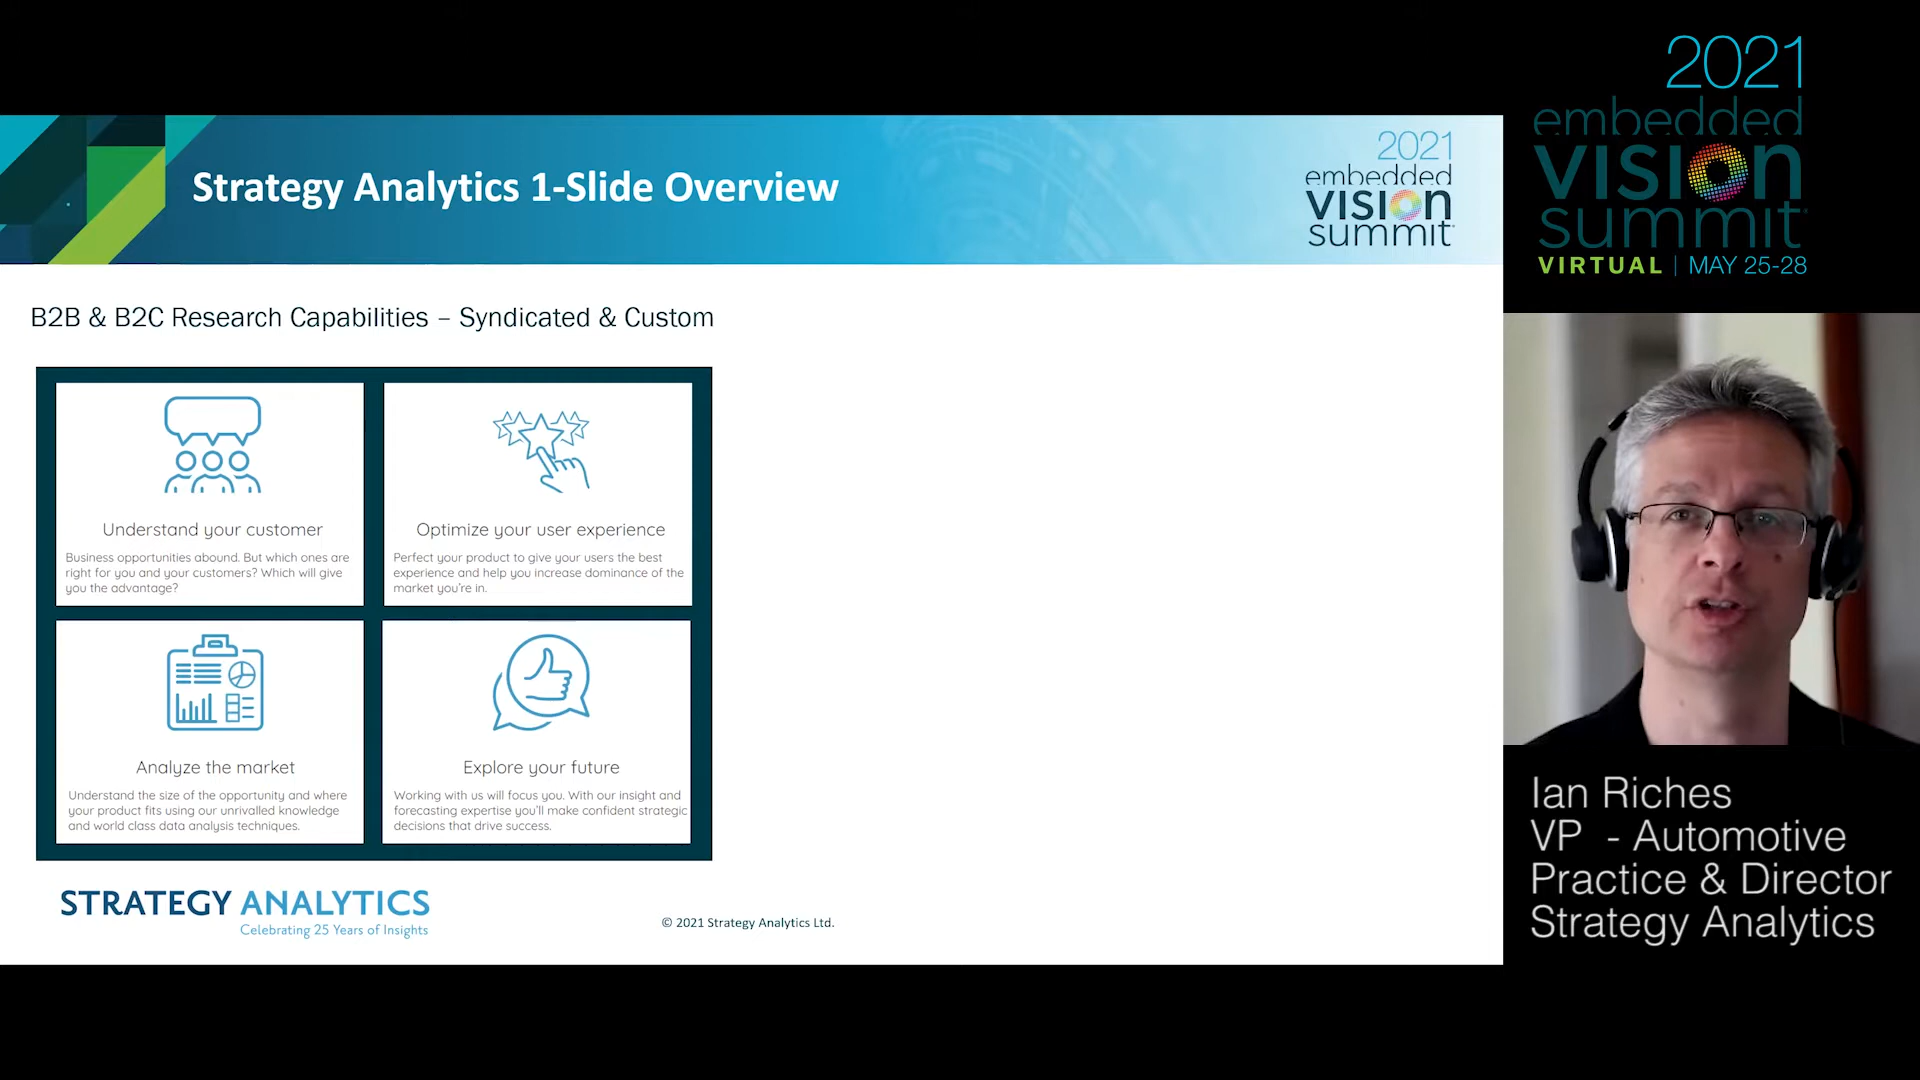 Strategy Analytics 1-Slide Overview
2021
embedded
vision
summit
B2B & B2C Research Capabilities – Syndicated & Custom
Understand your customer
Business opportunities abound. But which ones are
right for you and your customers? Which will give
you the advantage?
Optimize your user experience
Perfect your product to give your users the best
experience and help you increase dominance of the
market you're in.
Analyze the market
Understand the size of the opportunity and where
your product fits using our unrivalled knowledge
and world class data analysis techniques.
Explore your future
Working with us will focus you. With our insight and
forecasting expertise you'll make confident strategic
decisions that drive success.
STRATEGY ANALYTICS
Celebrating 25 Years of Insights
© 2021 Strategy Analytics Ltd.
2021
embedded
vision
summit
VIRTUAL | MAY 25-28
Ian Riches
VP - Automotive
Practice & Director
Strategy Analytics